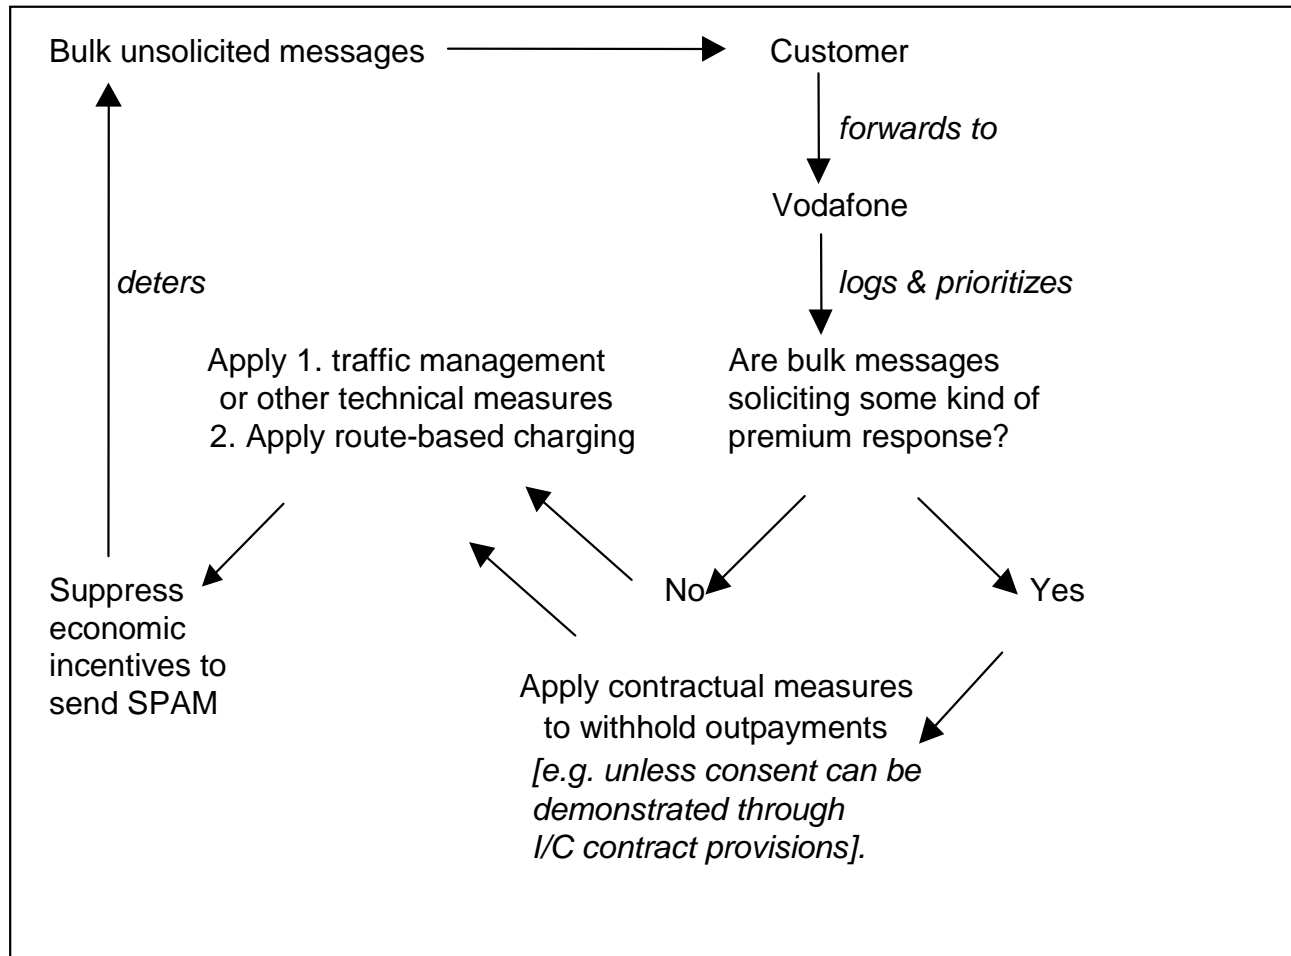 Bulk unsolicited messages
Customer
forwards to
Vodafone
deters
logs & prioritizes
Apply 1. traffic management
or other technical measures
2. Apply route-based charging
Are bulk messages
soliciting some kind of
premium response?
Suppress
economic
incentives to
send SPAM
No
Yes
Apply contractual measures
to withhold outpayments
[e.g. unless consent can be
demonstrated through
I/C contract provisions].